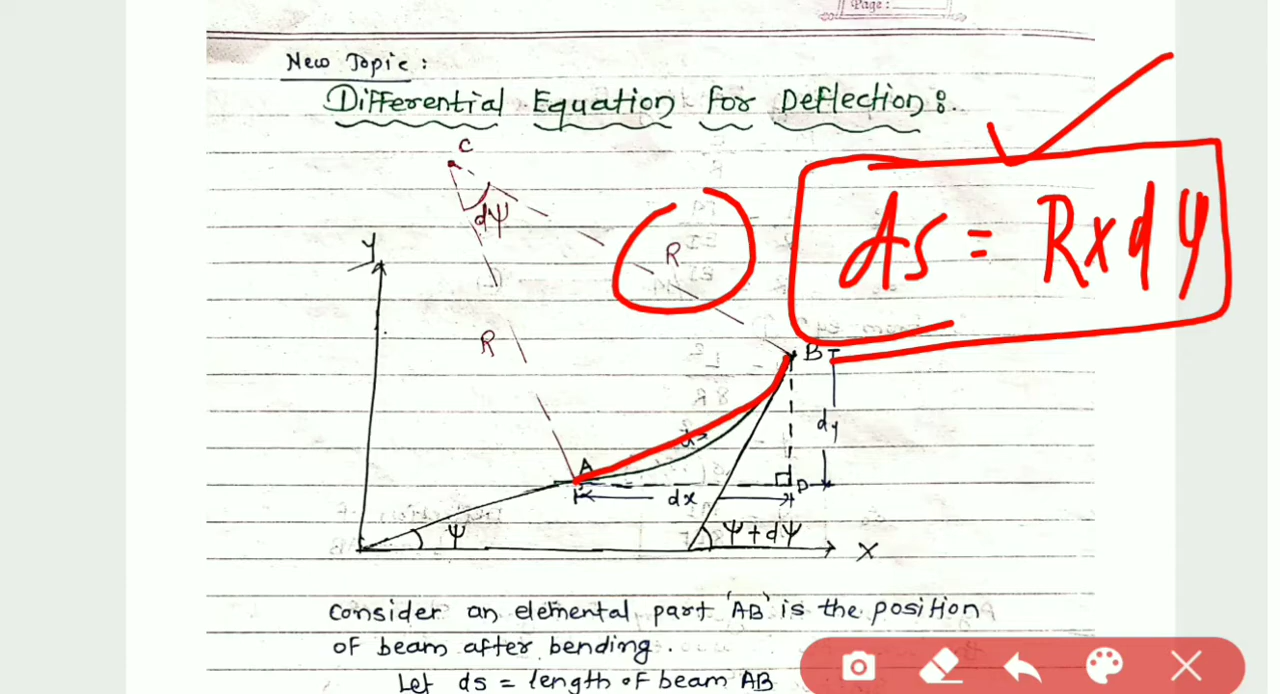 Page:
New Topic:
Differential Equation For Deflection:.
C
dψ
y
R
R
ds = R×dψ
B
dy
A
ds
D
dx
ψ
ψ+dψ
x
Consider an elemental part 'AB' is the position
of beam after bending.
Let ds = length of beam AB